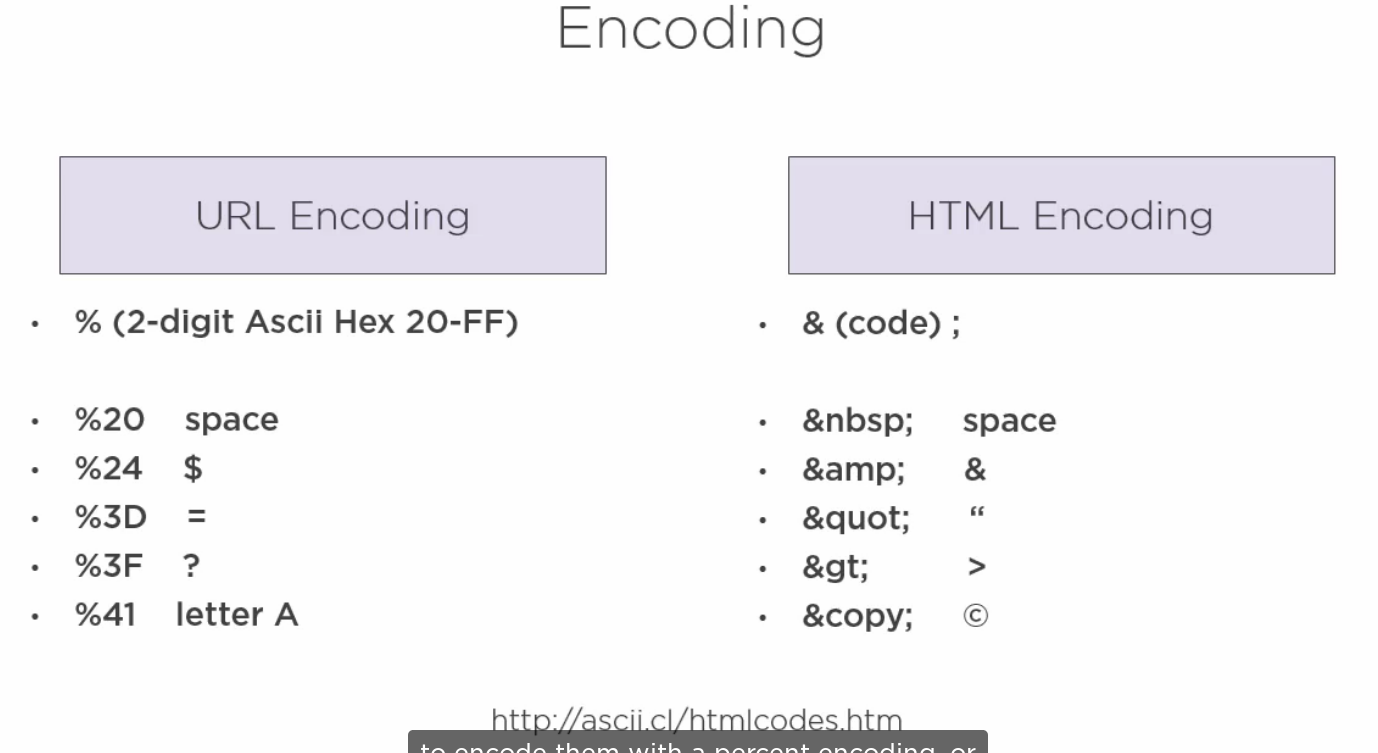 Encoding
URL Encoding
• % (2-digit Ascii Hex 20-FF)
• %20 space
• %24 $
• %3D =
• %3F ?
• %41 letter A
HTML Encoding
• & (code) ;
• &nbsp; space
• &amp; &
• &quot; “
• &gt; >
• &copy; ©
http://ascii.cl/htmlcodes.htm
to encode them with a percent encoding, or